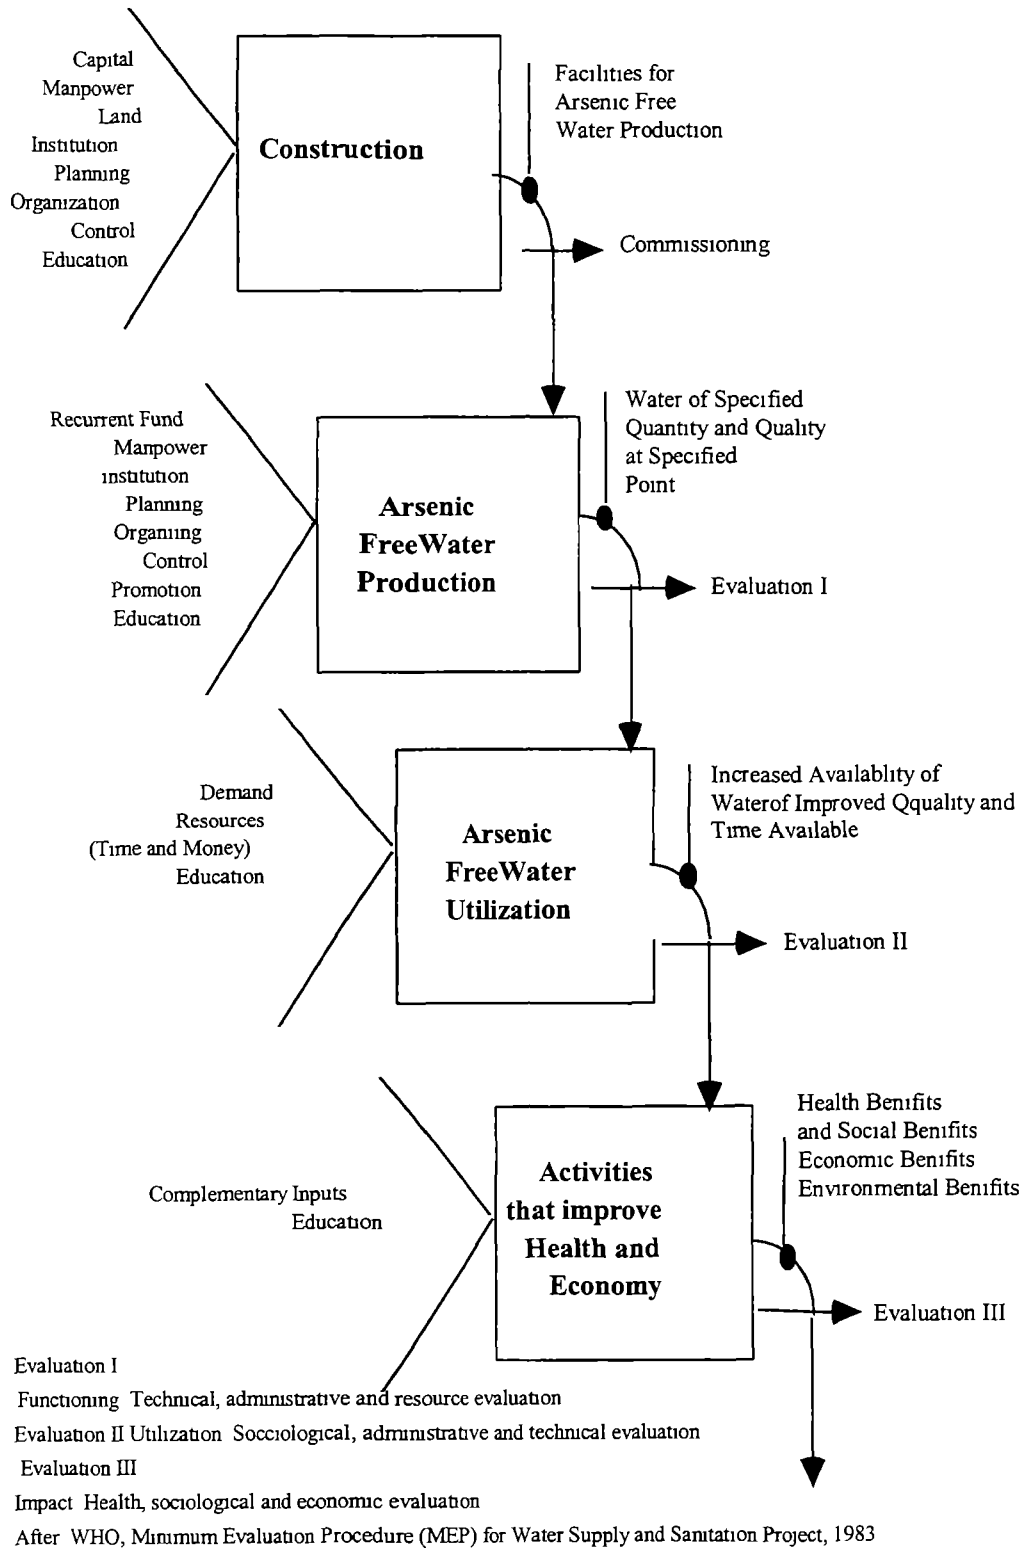 Capital
Manpower
Land
Institution
Planning
Organization
Control
Education
Construction
Facilities for
Arsenic Free
Water Production
Commissioning
Recurrent Fund
Manpower
institution
Planning
Organiing
Control
Promotion
Education
Arsenic
FreeWater
Production
Water of Specified
Quantity and Quality
at Specified
Point
Evaluation I
Demand
Resources
(Time and Money)
Education
Arsenic
FreeWater
Utilization
Increased Availablity of
Waterof Improved Qquality and
Time Available
Evaluation II
Complementary Inputs
Education
Activities
that improve
Health and
Economy
Health Benifits
and Social Benifits
Economic Benifits
Environmental Benifits
Evaluation III
Evaluation I
Functioning Technical, administrative and resource evaluation
Evaluation II Utilization Socciological, administrative and technical evaluation
Evaluation III
Impact Health, sociological and economic evaluation
After WHO, Minimum Evaluation Procedure (MEP) for Water Supply and Sanitation Project, 1983